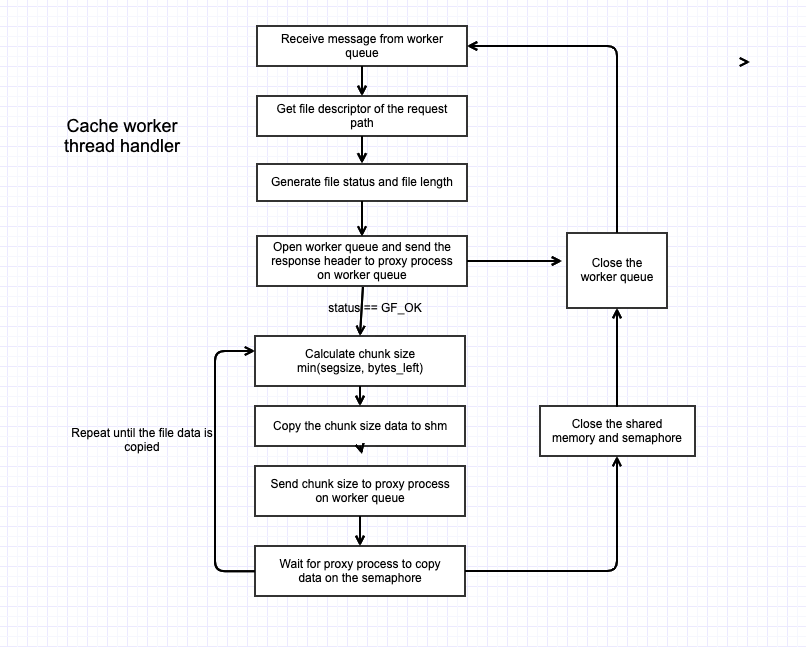 Receive message from worker
queue
Get file descriptor of the request
path
Cache worker
thread handler
Generate file status and file length
Open worker queue and send the
response header to proxy process
on worker queue
Close the
worker queue
status == GF_OK
Calculate chunk size
min(segsize, bytes_left)
Copy the chunk size data to shm
Close the shared
memory and semaphore
Repeat until the file data is
copied
Send chunk size to proxy process
on worker queue
Wait for proxy process to copy
data on the semaphore